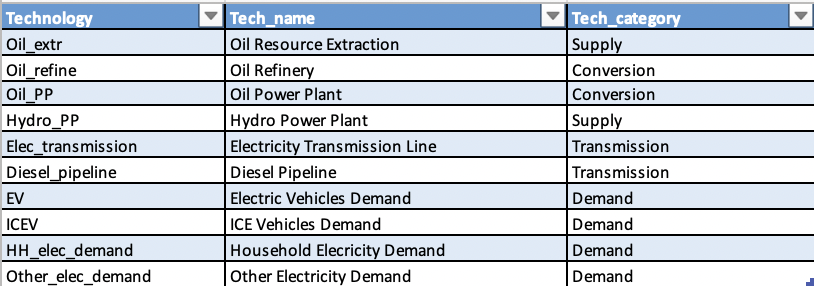 Technology Tech_name Tech_category
Oil_extr Oil Resource Extraction Supply
Oil_refine Oil Refinery Conversion
Oil_PP Oil Power Plant Conversion
Hydro_PP Hydro Power Plant Supply
Elec_transmission Electricity Transmission Line Transmission
Diesel_pipeline Diesel Pipeline Transmission
EV Electric Vehicles Demand Demand
ICEV ICE Vehicles Demand Demand
HH_elec_demand Household Elecricity Demand Demand
Other_elec_demand Other Electricity Demand Demand